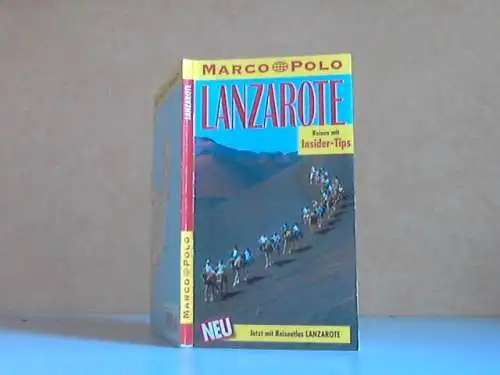 MARCO POLO
LANZAROTE
Reisen mit
Insider-Tips
NEU
Jetzt mit Reiseatlas LANZAROTE
LANZAROTE
MARCO POLO